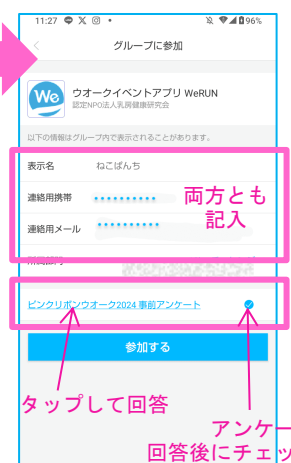 11:27
96%
グループに参加
We
ウオークイベントアプリ WeRUN
認定NPO法人乳房健康研究会
以下の情報はグループ内で表示されることがあります。
表示名 ねこぱんち
連絡用携帯
両方とも
記入
連絡用メール
ピンクリボンウオーク2024 事前アンケート
参加する
タップして回答
アンケー
回答後にチェッ